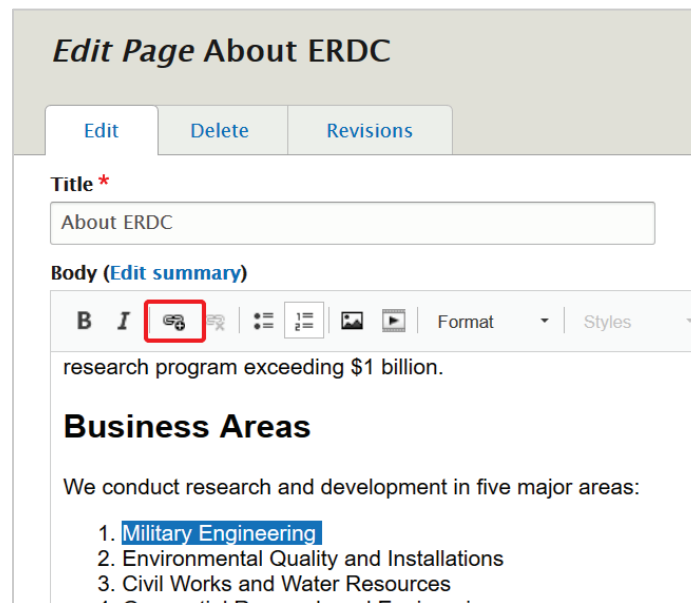 Edit Page About ERDC
Edit Delete Revisions
Title *
About ERDC
Body (Edit summary)
B I Format Styles
research program exceeding $1 billion.
Business Areas
We conduct research and development in five major areas:
1. Military Engineering
2. Environmental Quality and Installations
3. Civil Works and Water Resources